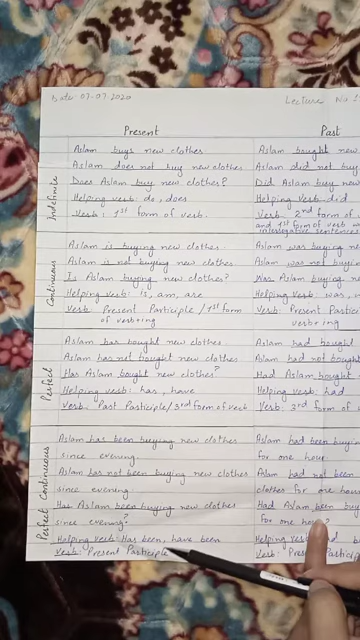 Date: 07.07.2020
Lecture No.
Present
Past
Indefinite
Aslam buys new clothes.
Aslam does not buy new clothes
Does Aslam buy new clothes?
Helping verb: do, does
Verb: 1st form of verb.
Aslam bought new
Aslam did not buy
Did Aslam buy new
Helping verb: did
Verb: 2nd form of
and 1st form of verb
interrogative sentences
Continuous
Aslam is buying new clothes.
Aslam is not buying new clothes
Is Aslam buying new clothes?
Helping verb: is, am, are
Verb: Present Participle/1st form
of verb+ing
Aslam was buying ne
Aslam was not buying
Was Aslam buying n
Helping verb: was,
Verb: Present Partic
verb+ing
Perfect
Aslam has bought new clothes
Aslam has not bought new clothes
Has Aslam bought new clothes?
Helping verb: has, have
Verb: Past Participle/3rd form of verb
Aslam had bought
Aslam had not bought
Had Aslam bought
Helping verb: had
Verb: 3rd form of
Perfect Continuous
Aslam has been buying new clothes
since evening.
Aslam has not been buying new clothes
since evening
Has Aslam been buying new clothes
since evening?
Helping verb: Has been, have been
Verb: Present Participle
Aslam had been buyin
for one hour.
Aslam had not been
clothes for one hour
Had Aslam been buy
for one hour?
Helping verb:
Verb: Present Particip